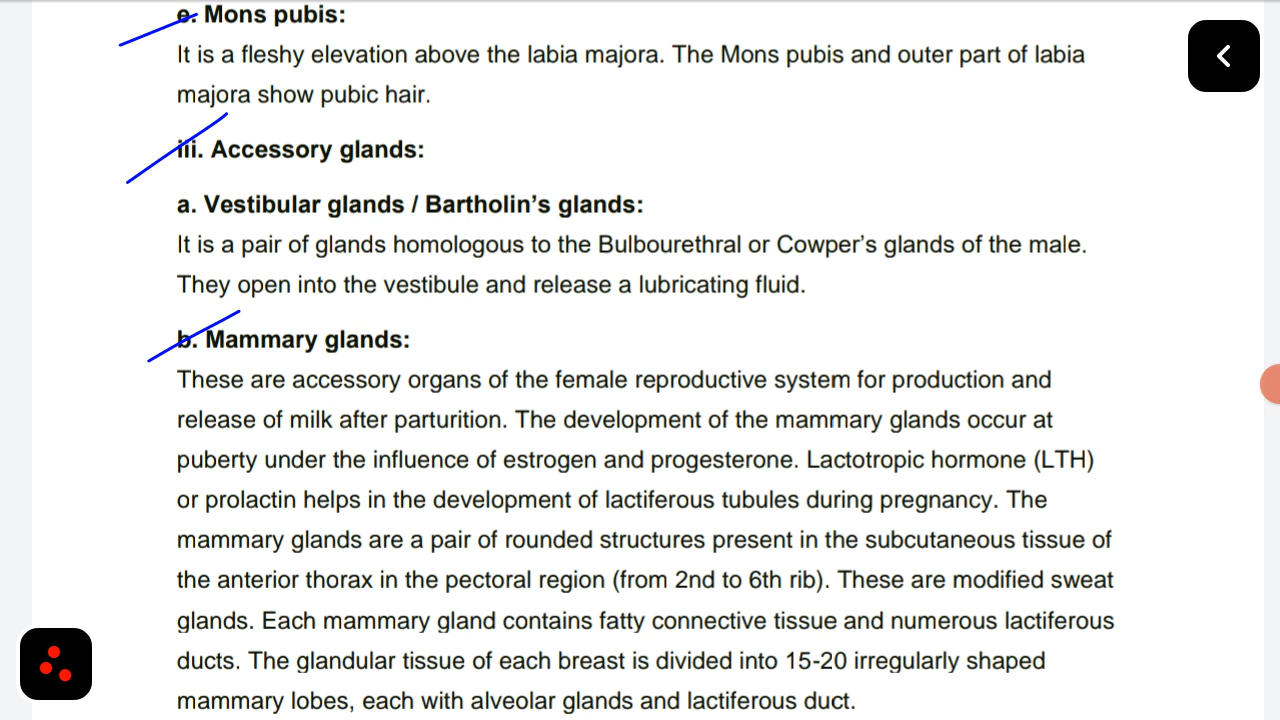 e. Mons pubis:
It is a fleshy elevation above the labia majora. The Mons pubis and outer part of labia
majora show pubic hair.
iii. Accessory glands:
a. Vestibular glands / Bartholin’s glands:
It is a pair of glands homologous to the Bulbourethral or Cowper’s glands of the male.
They open into the vestibule and release a lubricating fluid.
b. Mammary glands:
These are accessory organs of the female reproductive system for production and
release of milk after parturition. The development of the mammary glands occur at
puberty under the influence of estrogen and progesterone. Lactotropic hormone (LTH)
or prolactin helps in the development of lactiferous tubules during pregnancy. The
mammary glands are a pair of rounded structures present in the subcutaneous tissue of
the anterior thorax in the pectoral region (from 2nd to 6th rib). These are modified sweat
glands. Each mammary gland contains fatty connective tissue and numerous lactiferous
ducts. The glandular tissue of each breast is divided into 15-20 irregularly shaped
mammary lobes, each with alveolar glands and lactiferous duct.